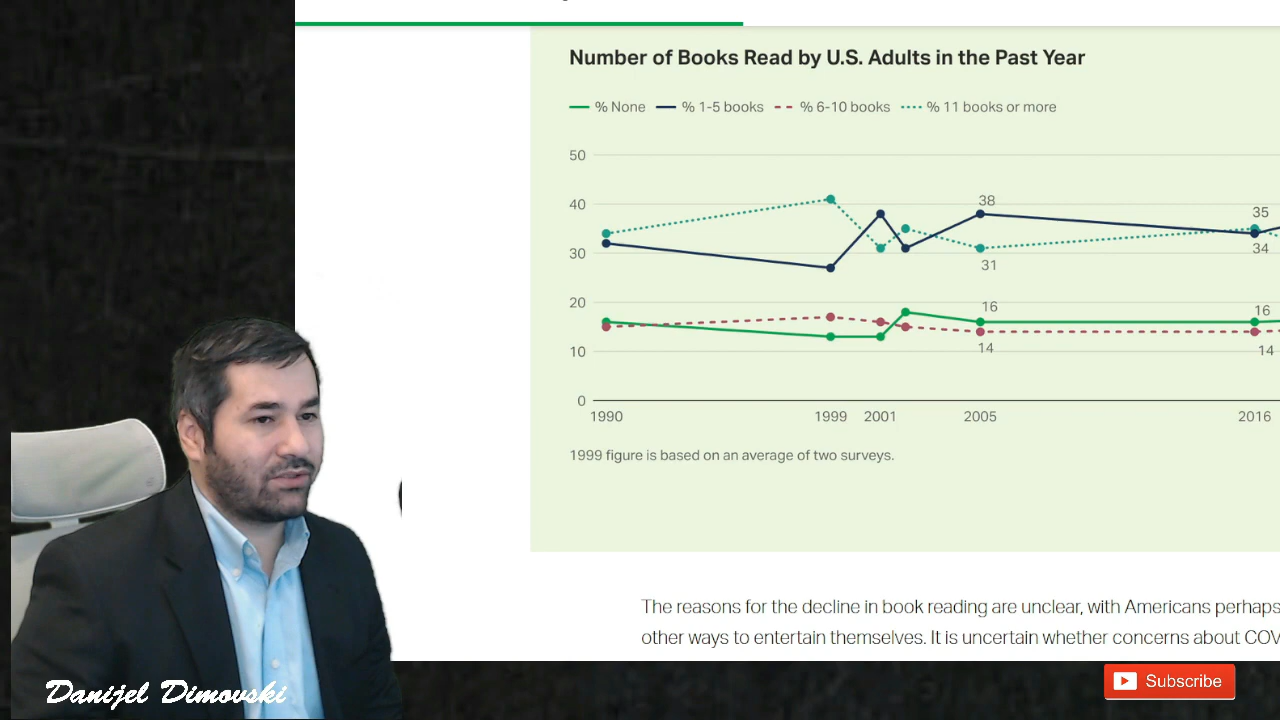 Number of Books Read by U.S. Adults in the Past Year
% None % 1-5 books % 6-10 books % 11 books or more
50
40
30
20
10
0
38
35
31
34
16
16
14
14
1990 1999 2001 2005 2016
1999 figure is based on an average of two surveys.
The reasons for the decline in book reading are unclear, with Americans perhaps
other ways to entertain themselves. It is uncertain whether concerns about COV
Danijel Dimovski
Subscribe